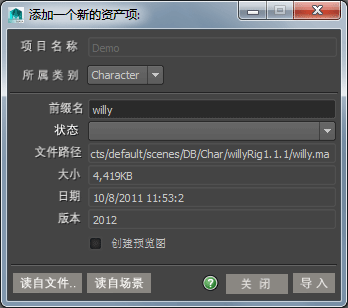 添加一个新的资产项:
项目名称 Demo
所属类别 Character
前缀名 willy
状态
文件路径 cts/default/scenes/DB/Char/willyRig1.1.1/willy.ma
大小 4,419KB
日期 10/8/2011 11:53:2
版本 2012
创建预览图
读自文件.. 读自场景 ? 关 闭 导 入